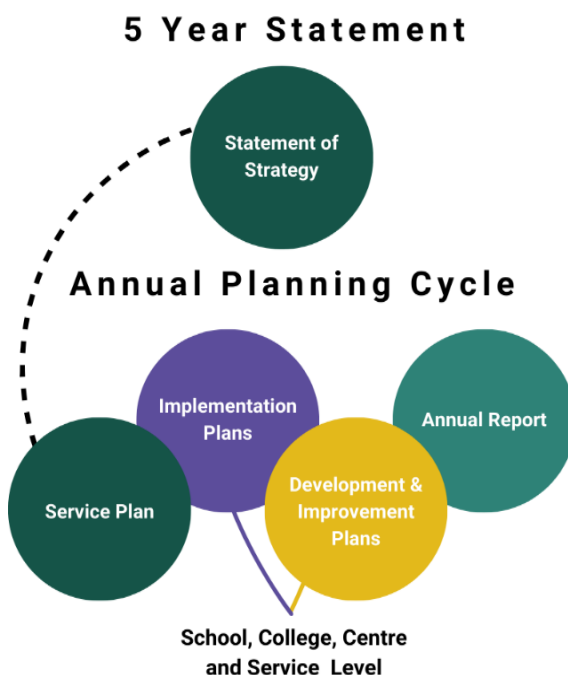 5 Year Statement
Statement of
Strategy
Annual Planning Cycle
Implementation
Plans
Annual Report
Service Plan
Development &
Improvement
Plans
School, College, Centre
and Service Level